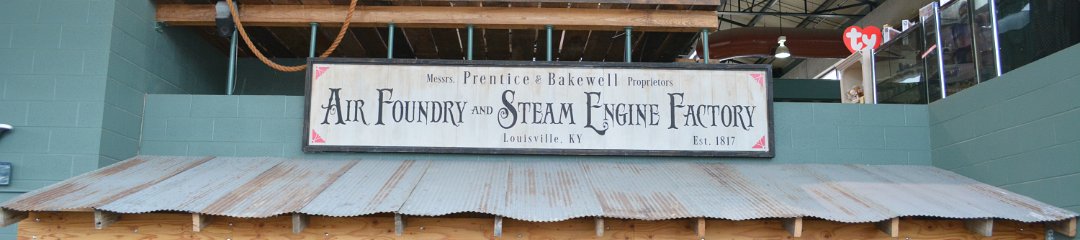 ty
Messrs. Prentice & Bakewell Proprietors
Air Foundry and Steam Engine Factory
Louisville, KY Est. 1817